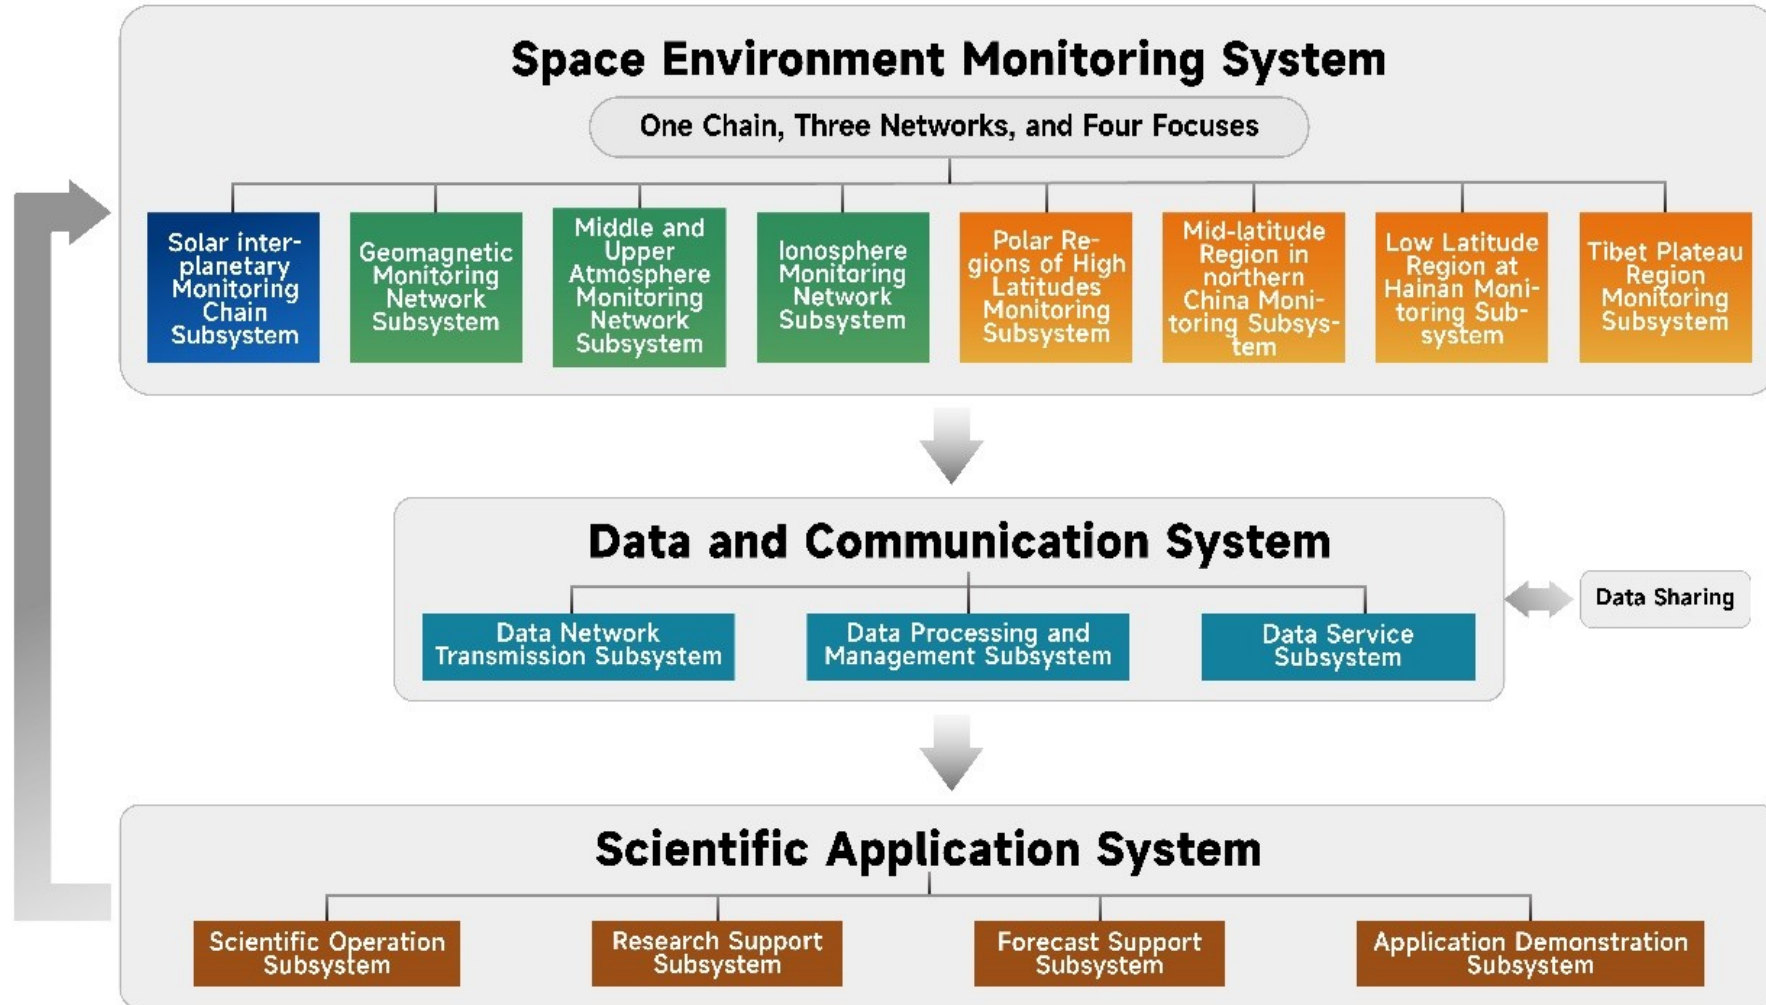 Space Environment Monitoring System
One Chain, Three Networks, and Four Focuses
Solar inter-
planetary
Monitoring
Chain
Subsystem
Geomagnetic
Monitoring
Network
Subsystem
Middle and
Upper
Atmosphere
Monitoring
Network
Subsystem
Ionosphere
Monitoring
Network
Subsystem
Polar Re-
gions of High
Latitudes
Monitoring
Subsystem
Mid-latitude
Region in
northern
China Moni-
toring Subsys-
tem
Low Latitude
Region at
Hainan Moni-
toring Sub-
system
Tibet Plateau
Region
Monitoring
Subsystem
Data and Communication System
Data Network
Transmission Subsystem
Data Processing and
Management Subsystem
Data Service
Subsystem
Data Sharing
Scientific Application System
Scientific Operation
Subsystem
Research Support
Subsystem
Forecast Support
Subsystem
Application Demonstration
Subsystem